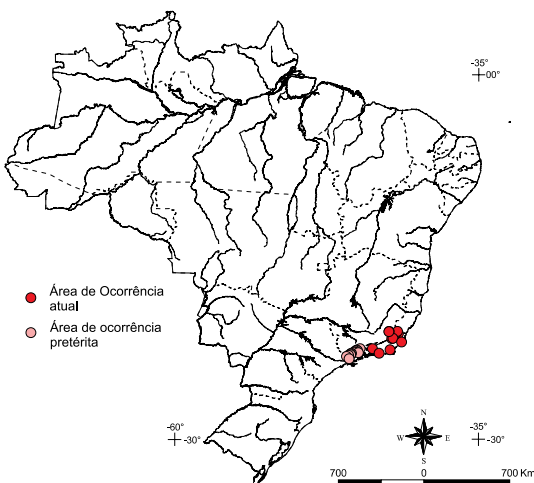 -35°
00°
Área de Ocorrência
atual
Área de ocorrência
pretérita
-60°
-30°
N
W
E
S
-35°
-30°
700
0
700 Km